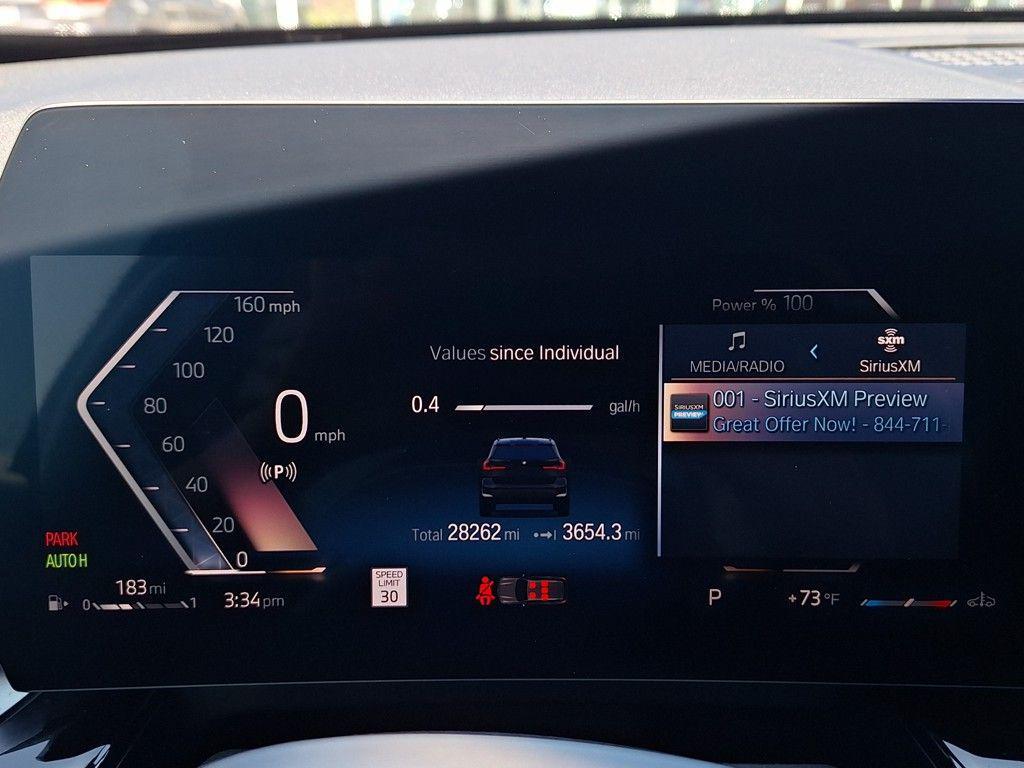 160 mph
120
100
80
60
40
20
0
0 mph
(P)
PARK
AUTO H
183 mi
0 1
3:34 pm
Values since Individual
0.4 gal/h
Total 28262 mi 3654.3 mi
SPEED
LIMIT
30
Power % 100
MEDIA/RADIO
sxm
SiriusXM
SIRIUSXM
PREVIEW
001 - SiriusXM Preview
Great Offer Now! - 844-711-
P
+73 °F